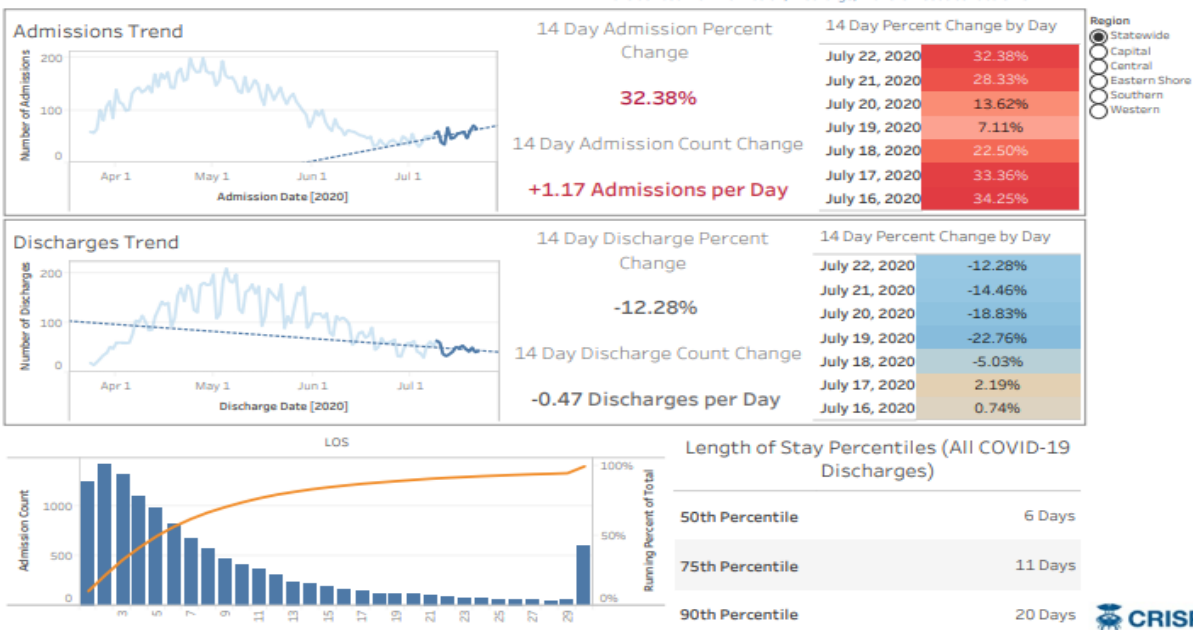 Admissions Trend
Number of Admissions
200
100
0
Apr 1
May 1
Jun 1
Jul 1
Admission Date [2020]
14 Day Admission Percent
Change
32.38%
14 Day Admission Count Change
+1.17 Admissions per Day
14 Day Percent Change by Day
July 22, 2020 32.38%
July 21, 2020 28.33%
July 20, 2020 13.62%
July 19, 2020 7.11%
July 18, 2020 22.50%
July 17, 2020 33.36%
July 16, 2020 34.25%
Region
Statewide
Capital
Central
Eastern Shore
Southern
Western
Discharges Trend
Number of Discharges
200
100
0
Apr 1
May 1
Jun 1
Jul 1
Discharge Date [2020]
14 Day Discharge Percent
Change
-12.28%
14 Day Discharge Count Change
-0.47 Discharges per Day
14 Day Percent Change by Day
July 22, 2020 -12.28%
July 21, 2020 -14.46%
July 20, 2020 -18.83%
July 19, 2020 -22.76%
July 18, 2020 -5.03%
July 17, 2020 2.19%
July 16, 2020 0.74%
LOS
Admission Count
1000
500
0
3
5
7
9
11
13
15
17
19
21
23
25
27
29
100%
50%
0%
Running Percent of Total
Length of Stay Percentiles (All COVID-19
Discharges)
50th Percentile 6 Days
75th Percentile 11 Days
90th Percentile 20 Days
CRISP